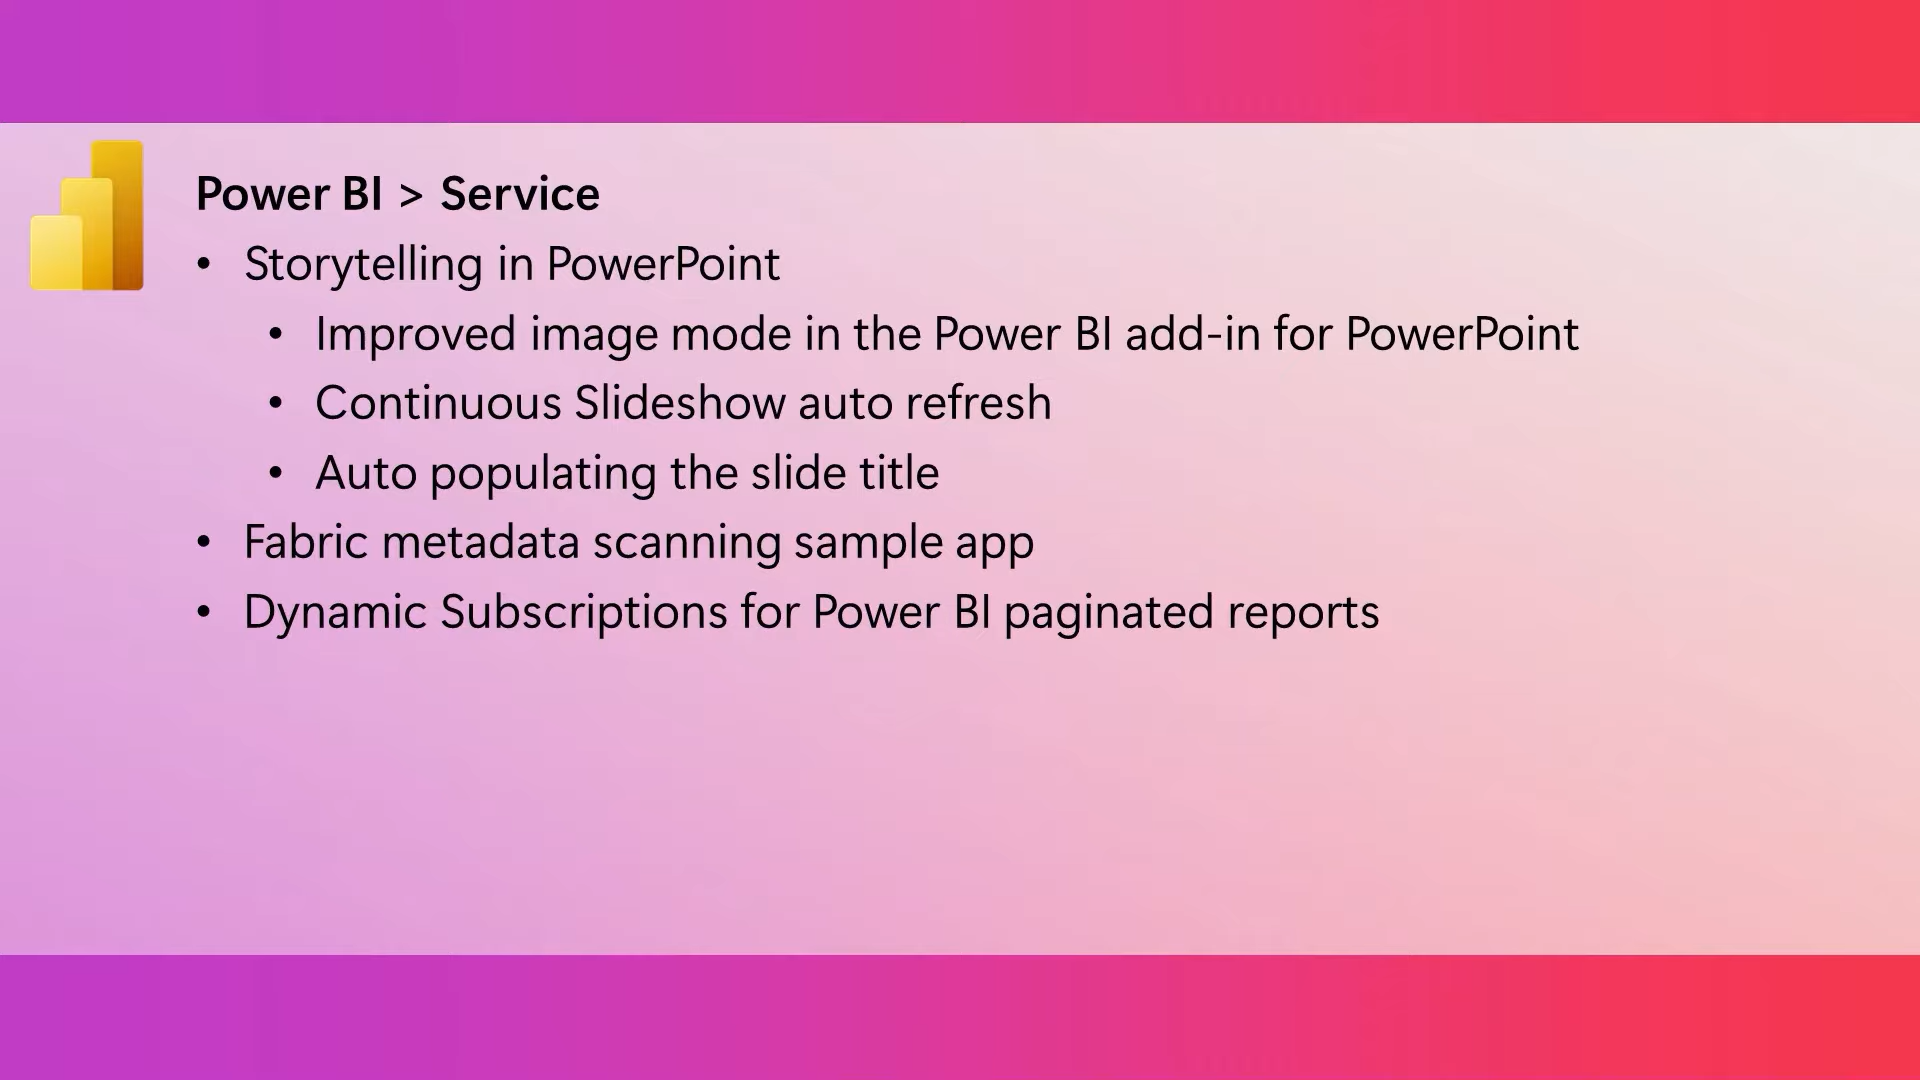 Power BI > Service
• Storytelling in PowerPoint
• Improved image mode in the Power BI add-in for PowerPoint
• Continuous Slideshow auto refresh
• Auto populating the slide title
• Fabric metadata scanning sample app
• Dynamic Subscriptions for Power BI paginated reports